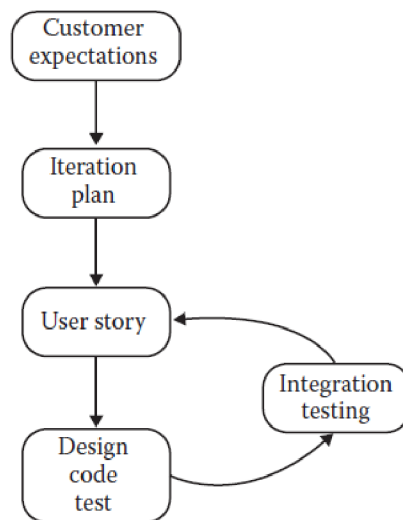 Customer
expectations
Iteration
plan
User story
Integration
testing
Design
code
test